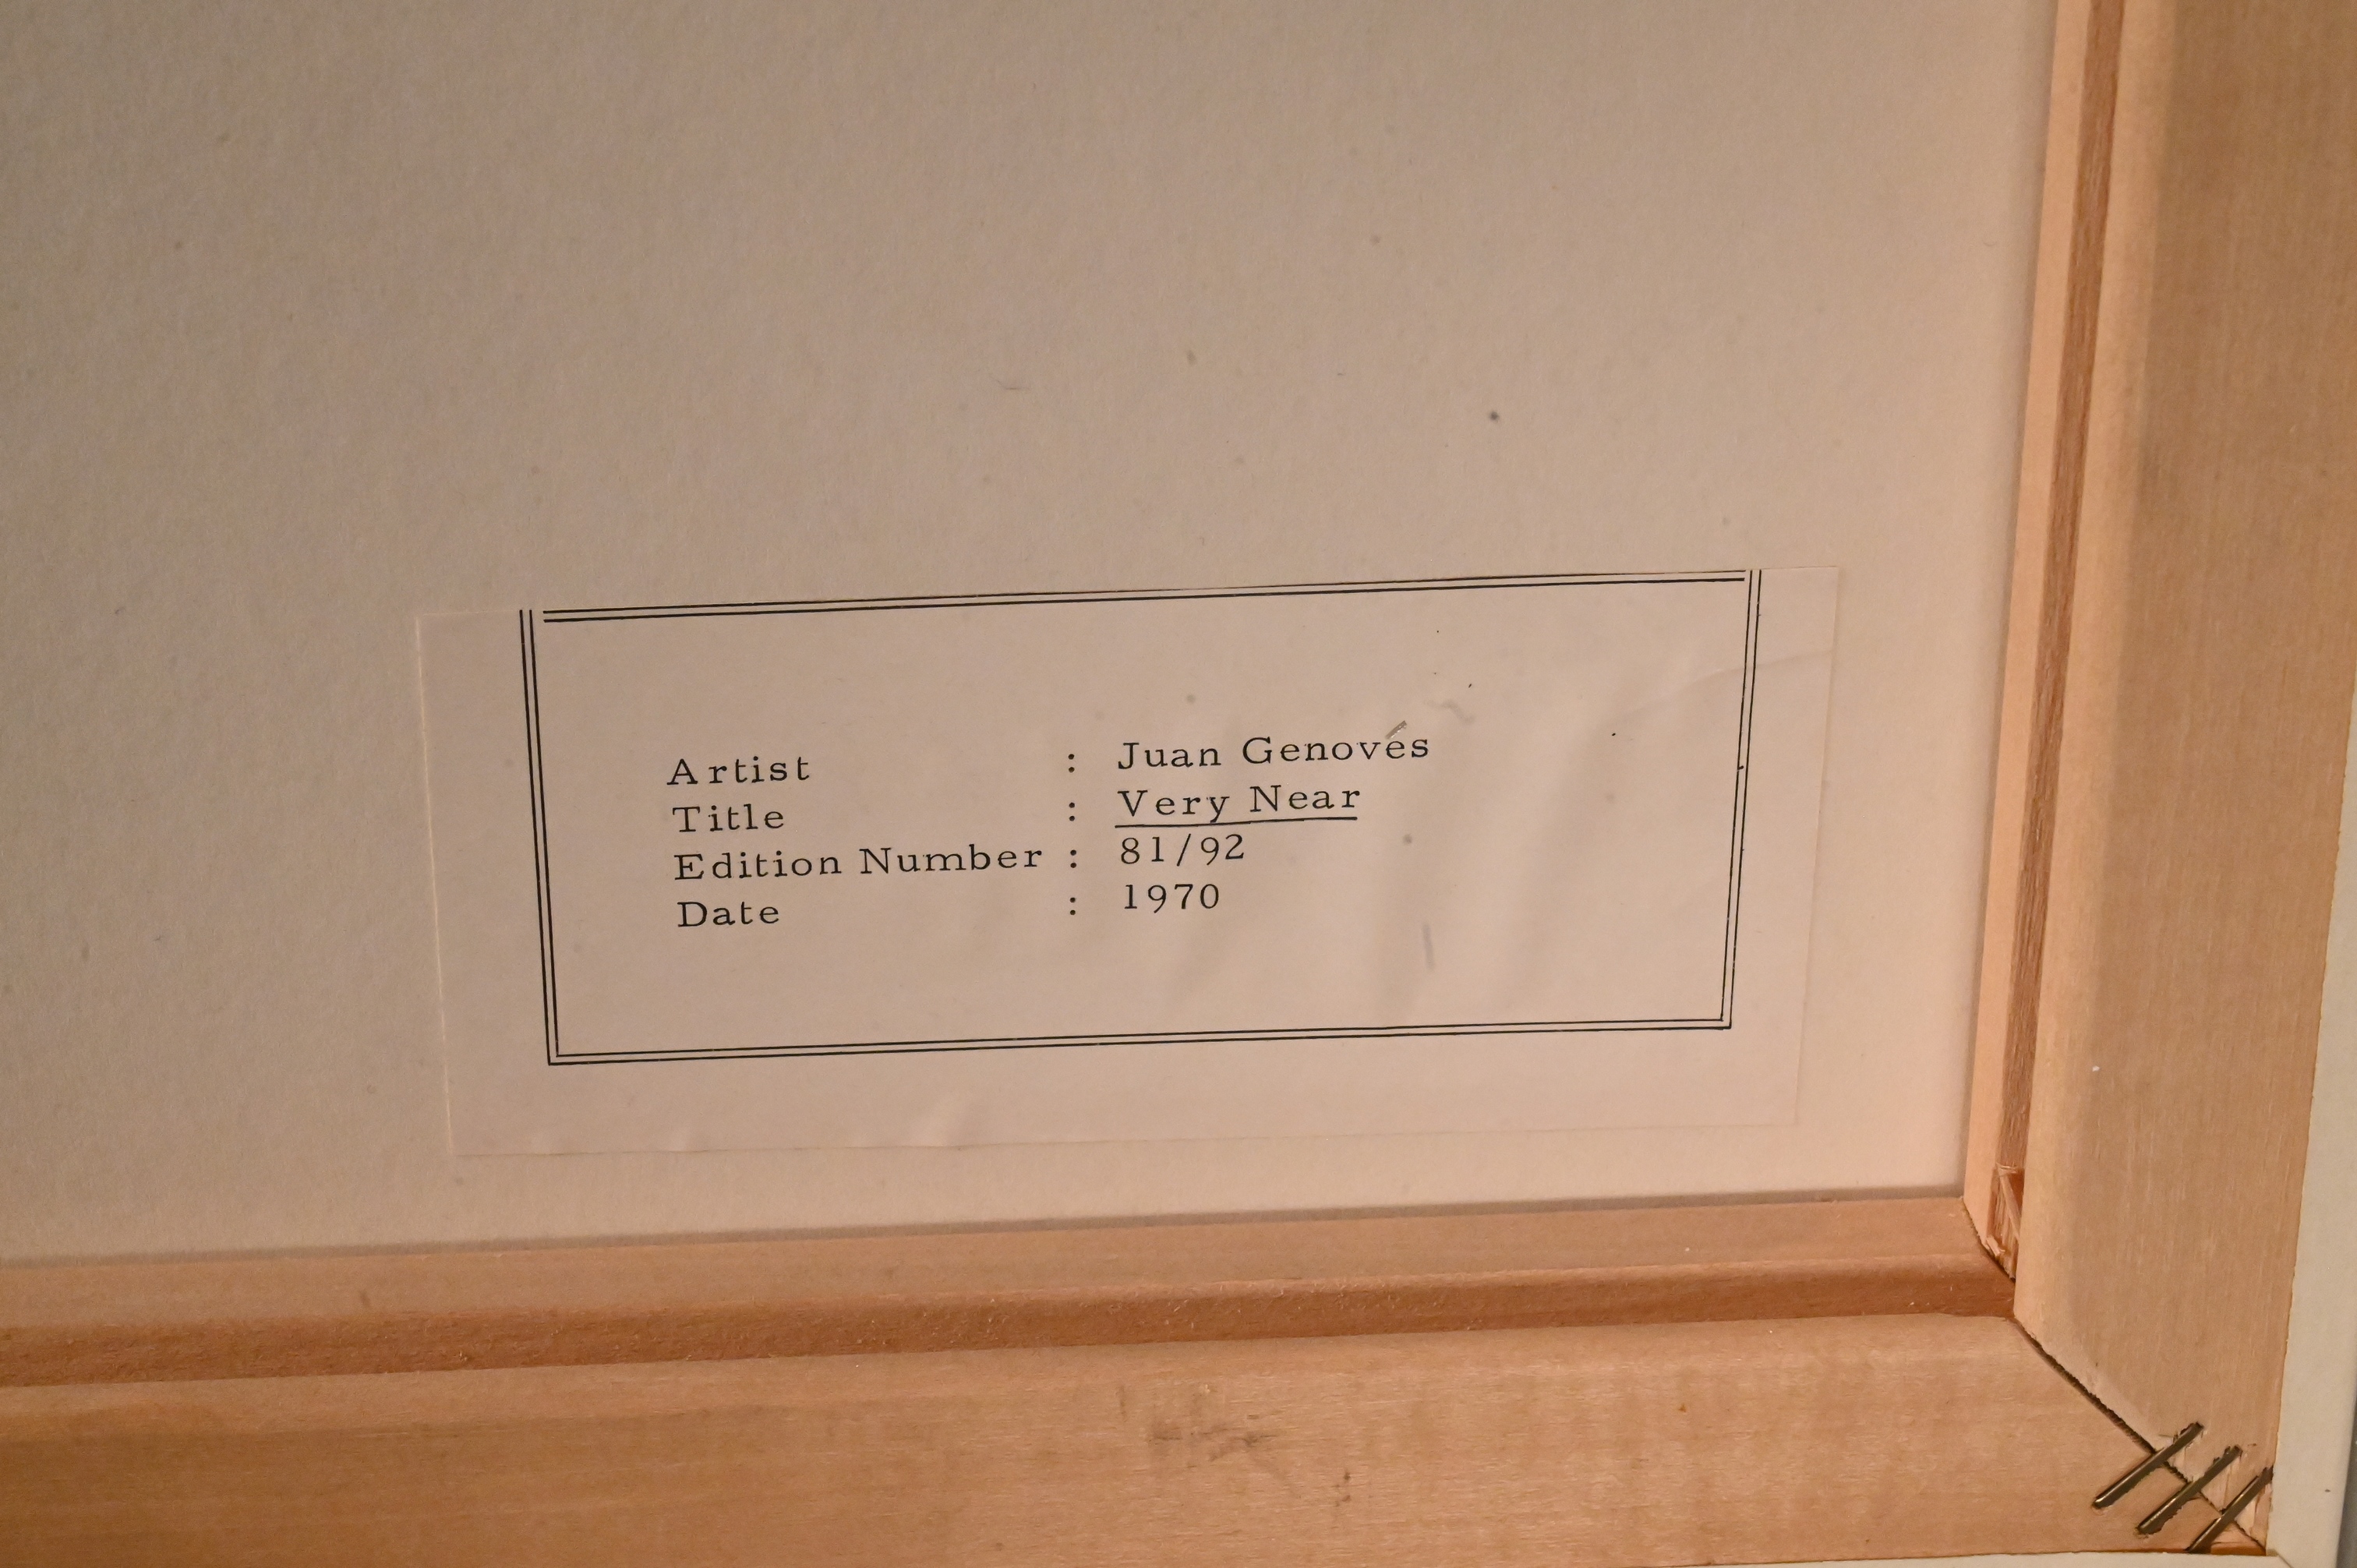 Artist : Juan Genovés
Title : Very Near
Edition Number : 81/92
Date : 1970